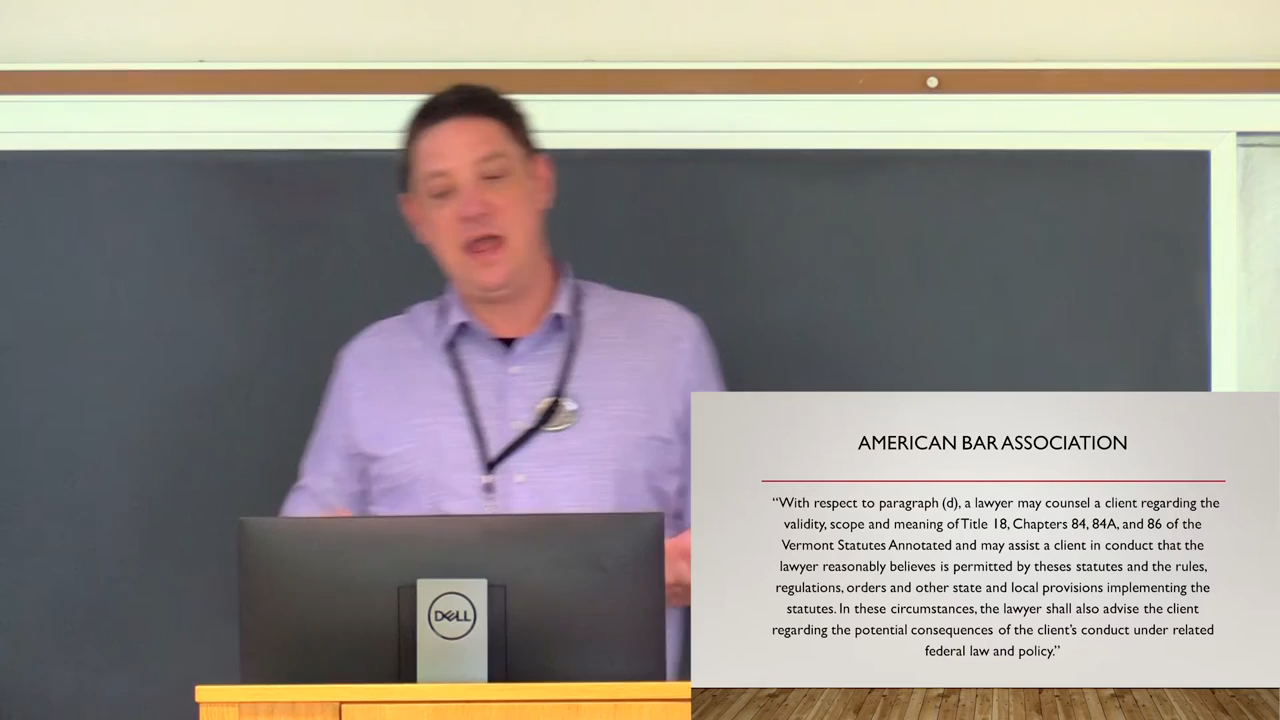 AMERICAN BAR ASSOCIATION
“With respect to paragraph (d), a lawyer may counsel a client regarding the
validity, scope and meaning of Title 18, Chapters 84, 84A, and 86 of the
Vermont Statutes Annotated and may assist a client in conduct that the
lawyer reasonably believes is permitted by theses statutes and the rules,
regulations, orders and other state and local provisions implementing the
statutes. In these circumstances, the lawyer shall also advise the client
regarding the potential consequences of the client’s conduct under related
federal law and policy.”
DELL